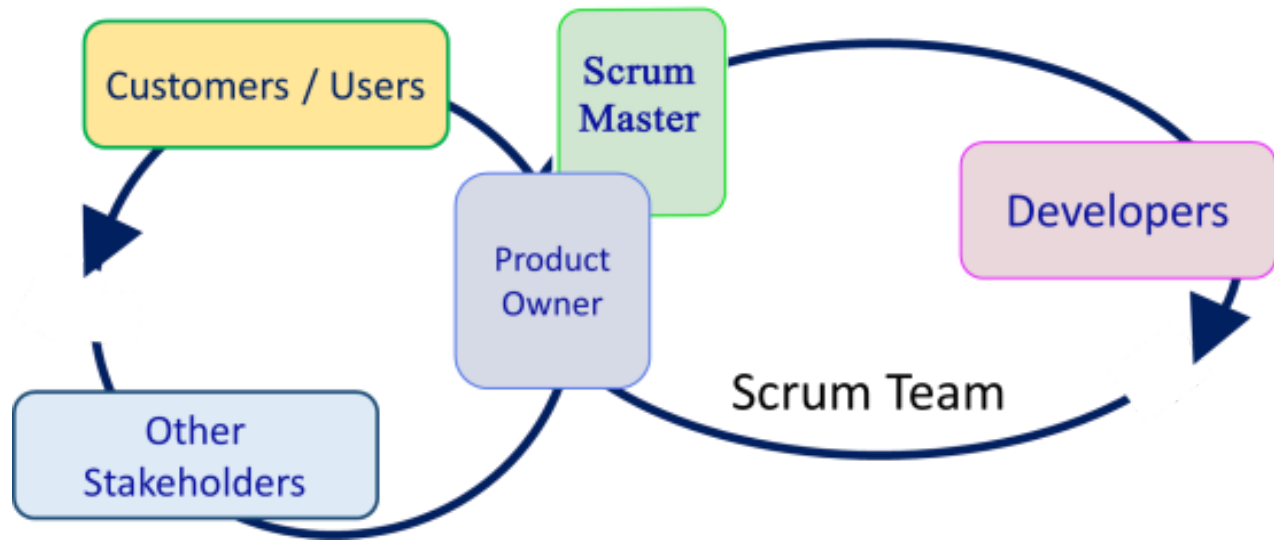 Customers / Users
Scrum
Master
Developers
Product
Owner
Scrum Team
Other
Stakeholders